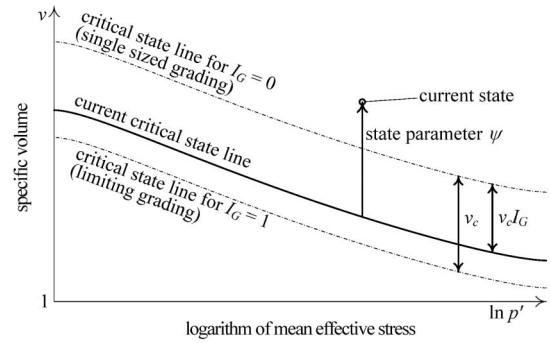 v
critical state line for I_G = 0
(single sized grading)
current state
current critical state line
state parameter ψ
critical state line for I_G = 1
(limiting grading)
v_c
v_cI_G
specific volume
1
ln p'
logarithm of mean effective stress